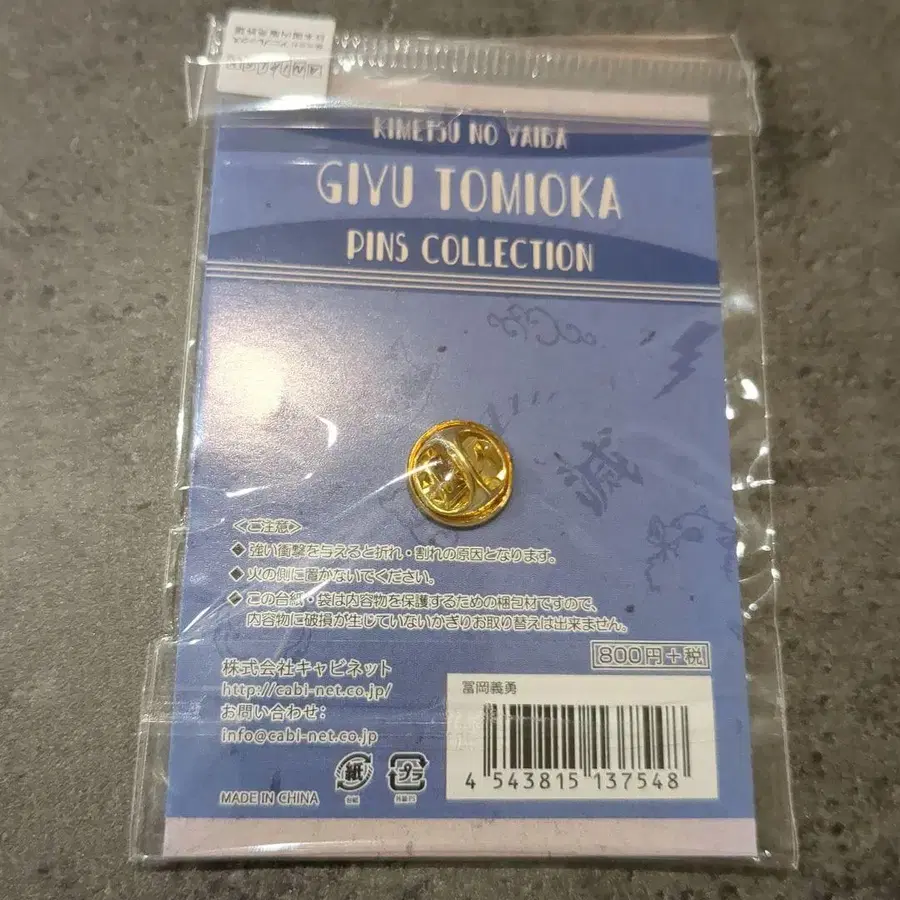 KIMETSU NO YAIBA
GIYU TOMIOKA
PINS COLLECTION
滅
<ご注意>
◆ 強い衝撃を与えると折れ・割れの原因となります。
◆ 火の側に置かないでください。
◆ この台紙・袋は内容物を保護するための梱包材ですので、
内容物に破損が生じていないかぎりお取り替えは出来ません。
800円+税
株式会社キャビネット
http://cabi-net.co.jp/
お問い合わせ:
info@cabi-net.co.jp
冨岡義勇
4 543815 137548
紙
プラ
MADE IN CHINA